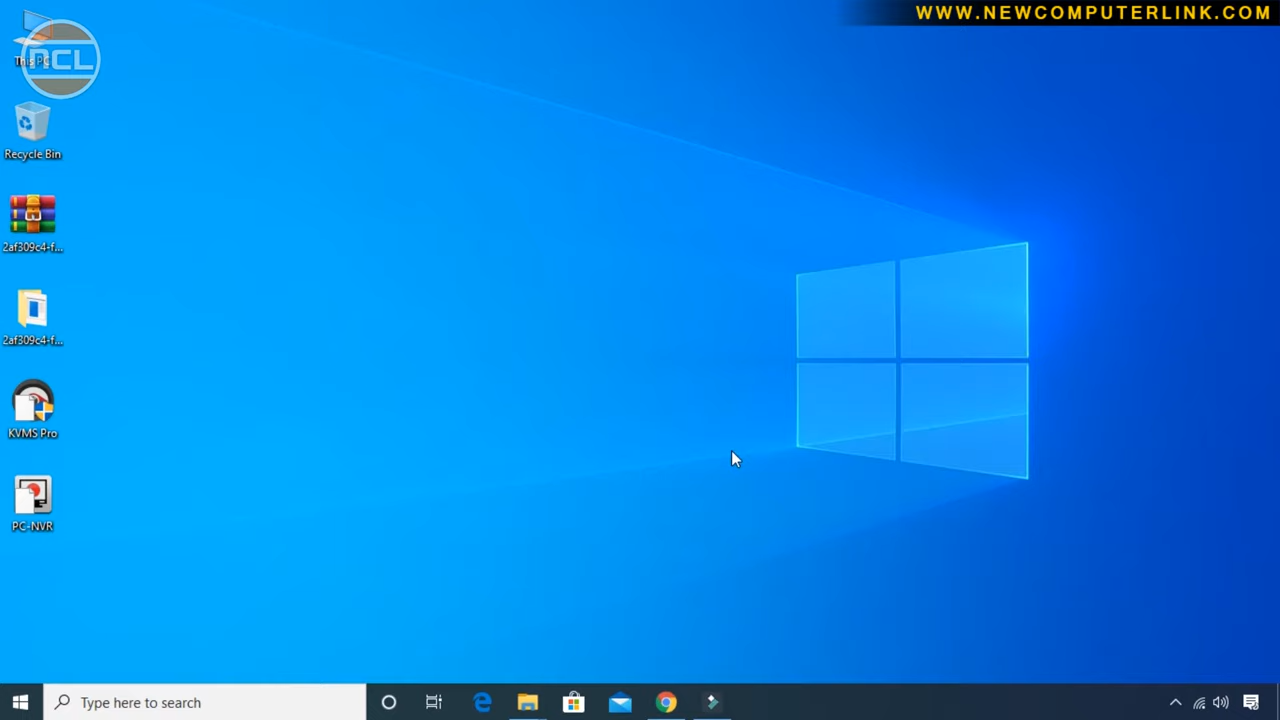 WWW.NEWCOMPUTERLINK.COM
NCL
This PC
Recycle Bin
2af309c4-f...
2af309c4-f...
KVMS Pro
PC-NVR
Type here to search